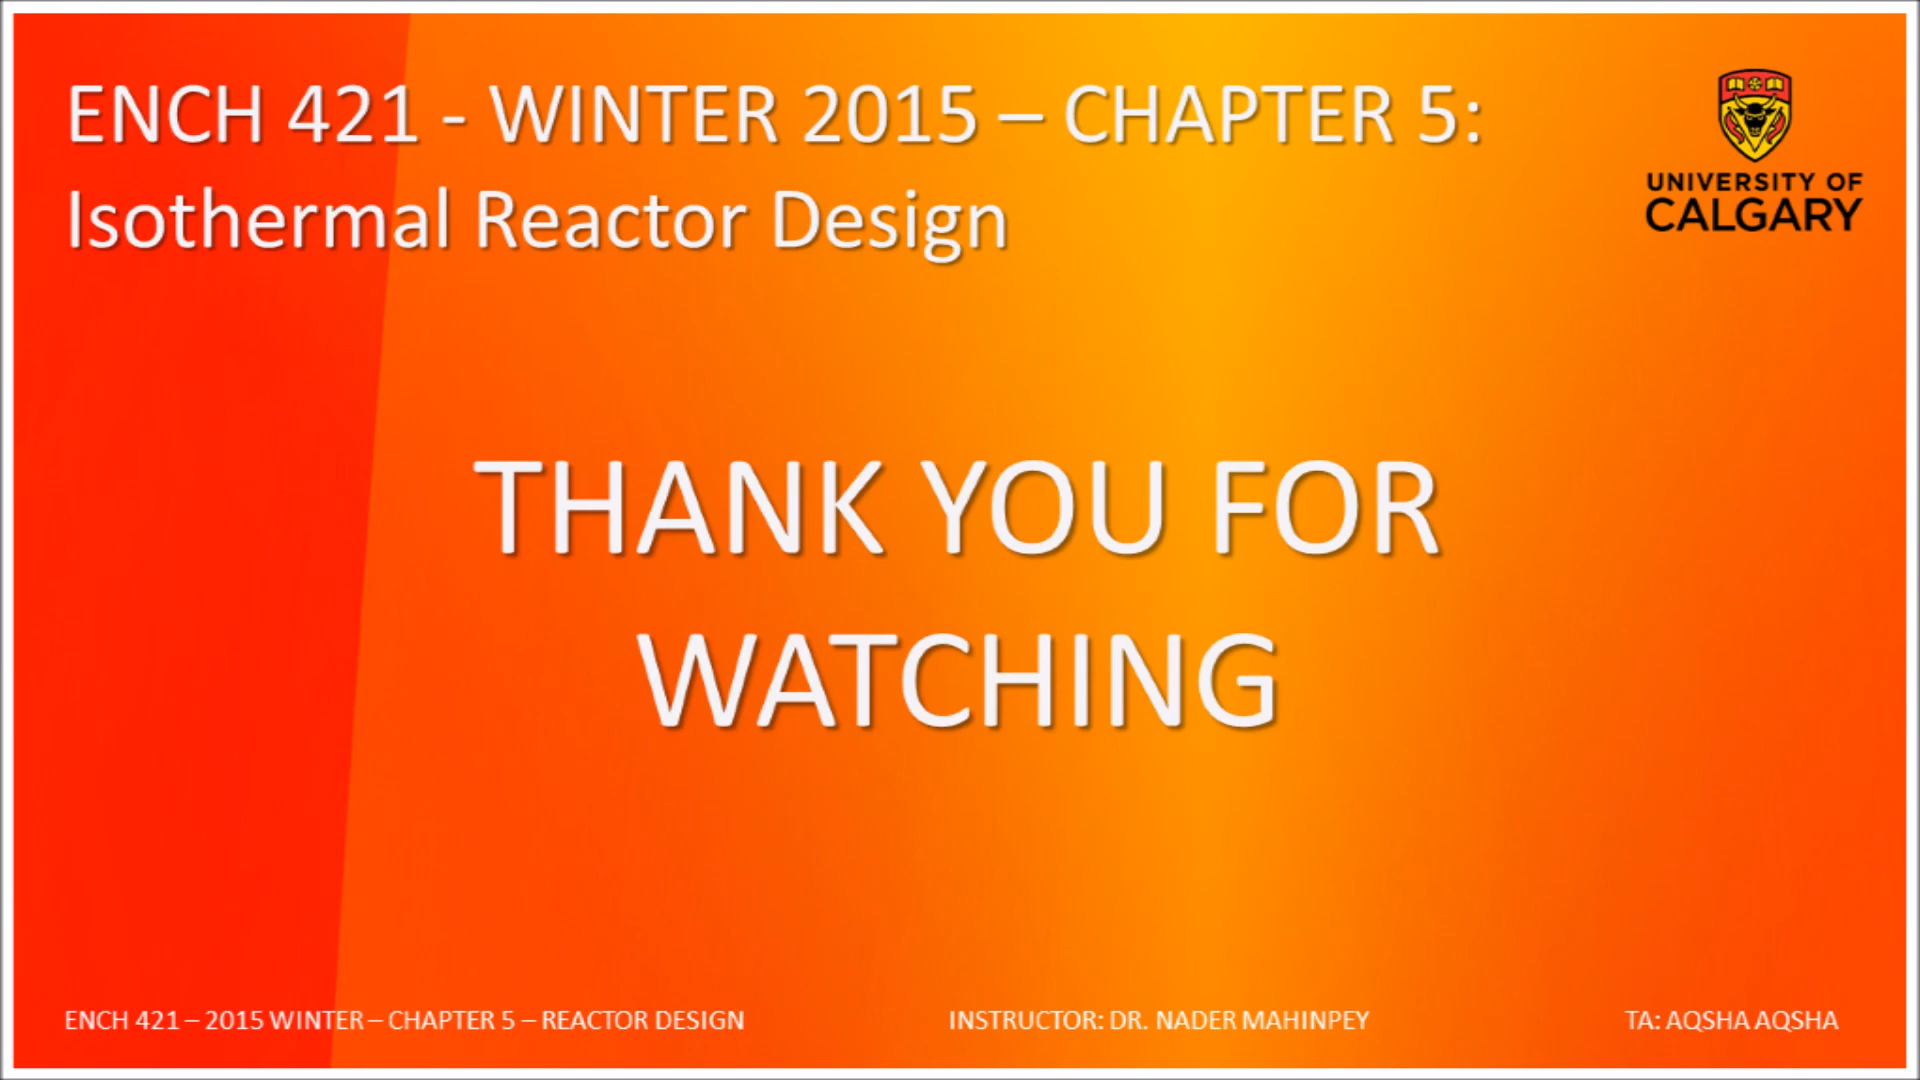 ENCH 421 - WINTER 2015 – CHAPTER 5:
Isothermal Reactor Design
UNIVERSITY OF
CALGARY
THANK YOU FOR
WATCHING
ENCH 421 – 2015 WINTER – CHAPTER 5 – REACTOR DESIGN
INSTRUCTOR: DR. NADER MAHINPEY
TA: AQSHA AQSHA